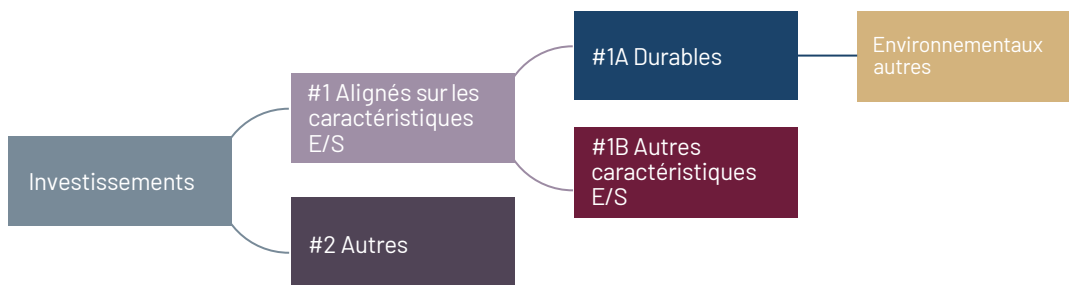 Investissements
#1 Alignés sur les
caractéristiques
E/S
#2 Autres
#1A Durables
#1B Autres
caractéristiques
E/S
Environnementaux
autres